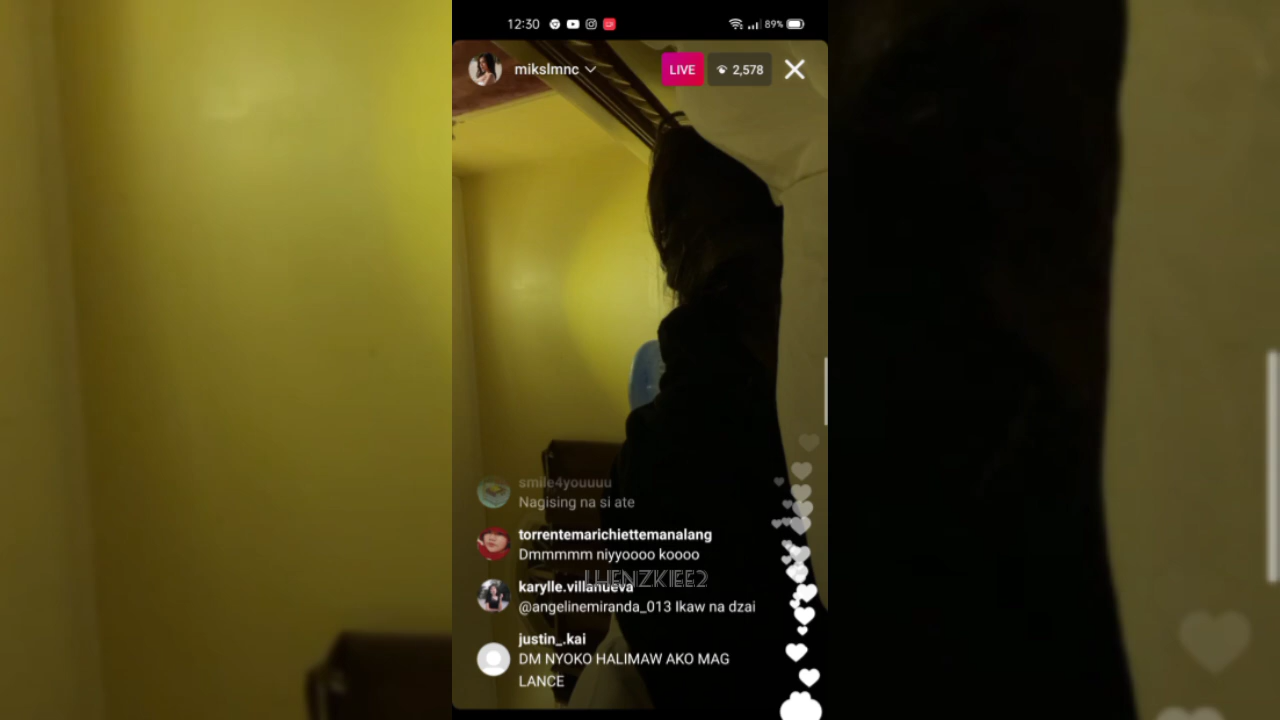 12:30
89%
mikslmnc
LIVE
2,578
smile4youuuu
Nagising na si ate
torrentemarichiettemanalang
Dmmmmm niyyoooo koooo
LHENZKIEE2
karylle.villanueva
@angelinemiranda_013 Ikaw na dzai
justin_.kai
DM NYOKO HALIMAW AKO MAG
LANCE